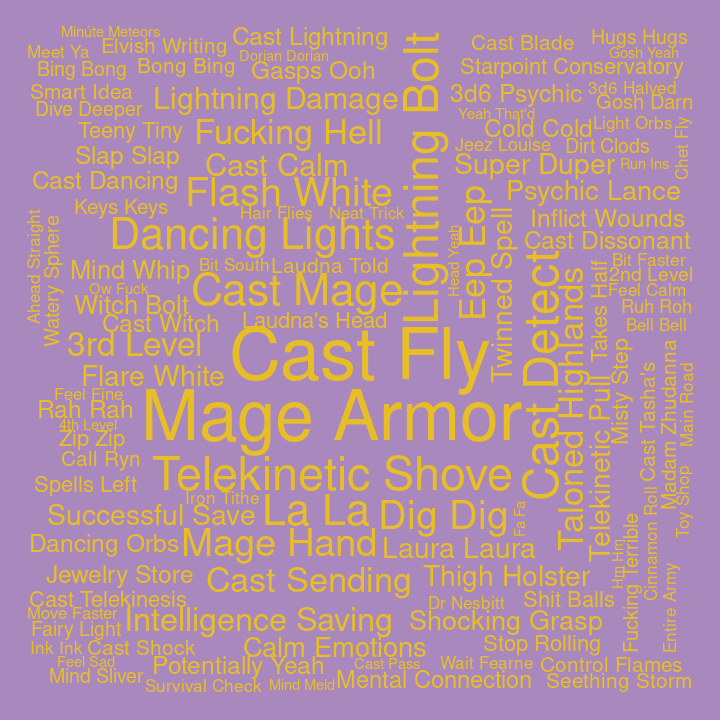 Minúte Meteors
Meet Ya
Elvish Writing
Cast Lightning
Dorian Dorian
Bing Bong
Bong Bing
Gasps Ooh
Smart Idea
Dive Deeper
Lightning Damage
Teeny Tiny
Fucking Hell
Slap Slap
Cast Calm
Cast Dancing
Flash White
Keys Keys
Hair Flies
Neat Trick
Dancing Lights
Lightning Bolt
Cast Blade
Hugs Hugs
Gosh Yeah
Starpoint Conservatory
3d6 Psychic
3d6 Halved
Gosh Darn
Yeah That'd
Cold Cold
Light Orbs
Chet Fly
Jeez Louise
Dirt Clods
Super Duper
Run Ins
Psychic Lance
Eep Eep
Inflict Wounds
Twinned Spell
Cast Dissonant
Head Yeah
Ahead Straight
Watery Sphere
Mind Whip
Bit South
Laudna Told
Ow Fuck
Cast Mage
Witch Bolt
Cast Witch
Laudna's Head
3rd Level
Cast Fly
Flare White
Cast Detect
Taloned Highlands
Takes Half
Bit Faster
2nd Level
Feel Calm
Ruh Roh
Bell Bell
Misty Step
Telekinetic Pull
Cast Tasha's
Madam Zhudanna
Main Road
Feel Fine
Rah Rah
Mage Armor
4th Level
Zip Zip
Call Ryn
Telekinetic Shove
Spells Left
Iron Tithe
Successful Save
La La
Dig Dig
Fa Fa
Toy Shop
Cinnamon Roll
Fucking Terrible
Hm Him
Entire Army
Dancing Orbs
Mage Hand
Laura Laura
Jewelry Store
Cast Sending
Thigh Holster
Cast Telekinesis
Dr Nesbitt
Shit Balls
Move Faster
Fairy Light
Intelligence Saving
Shocking Grasp
Ink Ink
Cast Shock
Calm Emotions
Stop Rolling
Feel Sad
Potentially Yeah
Cast Pass
Wait Fearne
Control Flames
Mind Sliver
Survival Check
Mind Meld
Mental Connection
Seething Storm